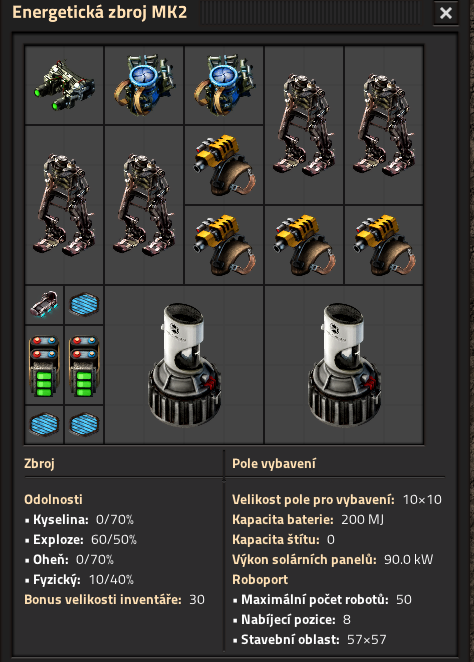 Energetická zbroj MK2
Zbroj
Odolnosti
• Kyselina: 0/70%
• Exploze: 60/50%
• Oheň: 0/70%
• Fyzický: 10/40%
Bonus velikosti inventáře: 30
Pole vybavení
Velikost pole pro vybavení: 10×10
Kapacita baterie: 200 MJ
Kapacita štítu: 0
Výkon solárních panelů: 90.0 kW
Roboport
• Maximální počet robotů: 50
• Nabíjecí pozice: 8
• Stavební oblast: 57×57